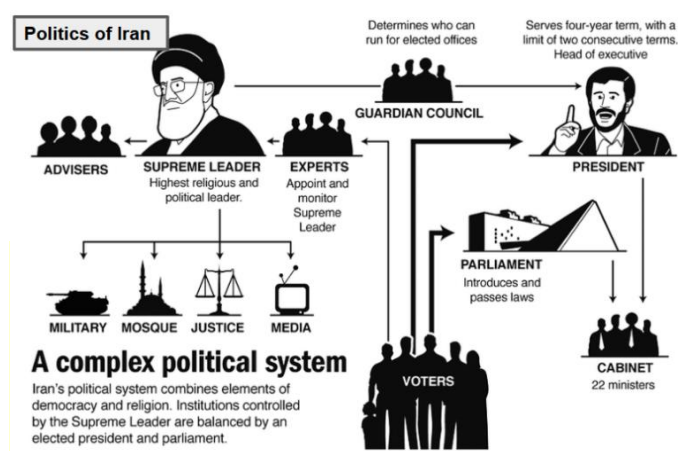 Politics of Iran
Determines who can
run for elected offices
Serves four-year term, with a
limit of two consecutive terms.
Head of executive
GUARDIAN COUNCIL
ADVISERS
SUPREME LEADER
Highest religious and
political leader.
EXPERTS
Appoint and
monitor
Supreme
Leader
PRESIDENT
PARLIAMENT
Introduces and
passes laws
MILITARY
MOSQUE
JUSTICE
MEDIA
CABINET
22 ministers
VOTERS
A complex political system
Iran's political system combines elements of
democracy and religion. Institutions controlled
by the Supreme Leader are balanced by an
elected president and parliament.